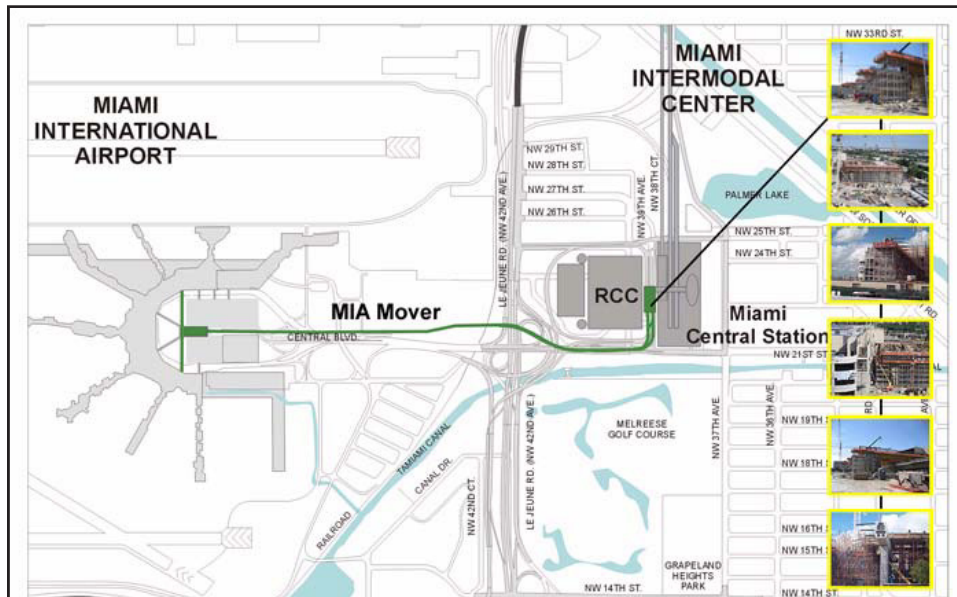 NW 33RD ST.
MIAMI
INTERMODAL
CENTER
MIAMI
INTERNATIONAL
AIRPORT
NW 29TH ST.
NW 28TH ST.
NW 27TH ST.
NW 26TH ST.
LE JEUNE RD. (NW 42ND AVE.)
NW 39TH AVE.
NW 38TH CT.
PALMER LAKE
NW 25TH ST.
NW 24TH ST.
RD
RCC
MIA Mover
CENTRAL BLVD.
Miami
Central Station
NW 21ST ST.
NW 37TH AVE.
NW 36TH AVE.
RD
AVE
MELREESE
GOLF COURSE
NW 19TH
NW 18TH
TAMIAMI CANAL
CANAL DR.
RAILROAD
NW 42ND CT.
LE JEUNE RD. (NW 42ND AVE.)
NW 16TH
NW 15TH
GRAPELAND
HEIGHTS
PARK
NW 14TH ST.
NW 14TH ST.